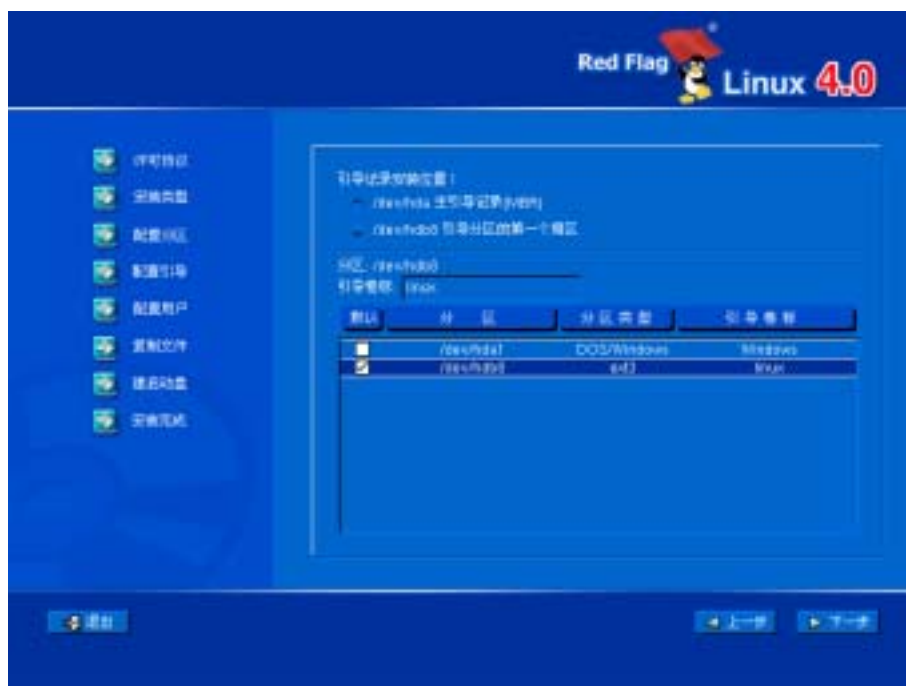 Red Flag
Linux 4.0
许可协议
安装类型
配置分区
配置引导
配置用户
复制文件
建启动盘
安装完成
引导记录安装位置：
/dev/hda 主引导记录(MBR)
/dev/hdb8 引导分区的第一个扇区
分区: /dev/hdb8
引导卷标: linux
默认 分 区 分 区 类 型 引 导 卷 标
/dev/hda1 DOS/Windows Windows
/dev/hdb8 ext3 linux
退出
上一步 下一步